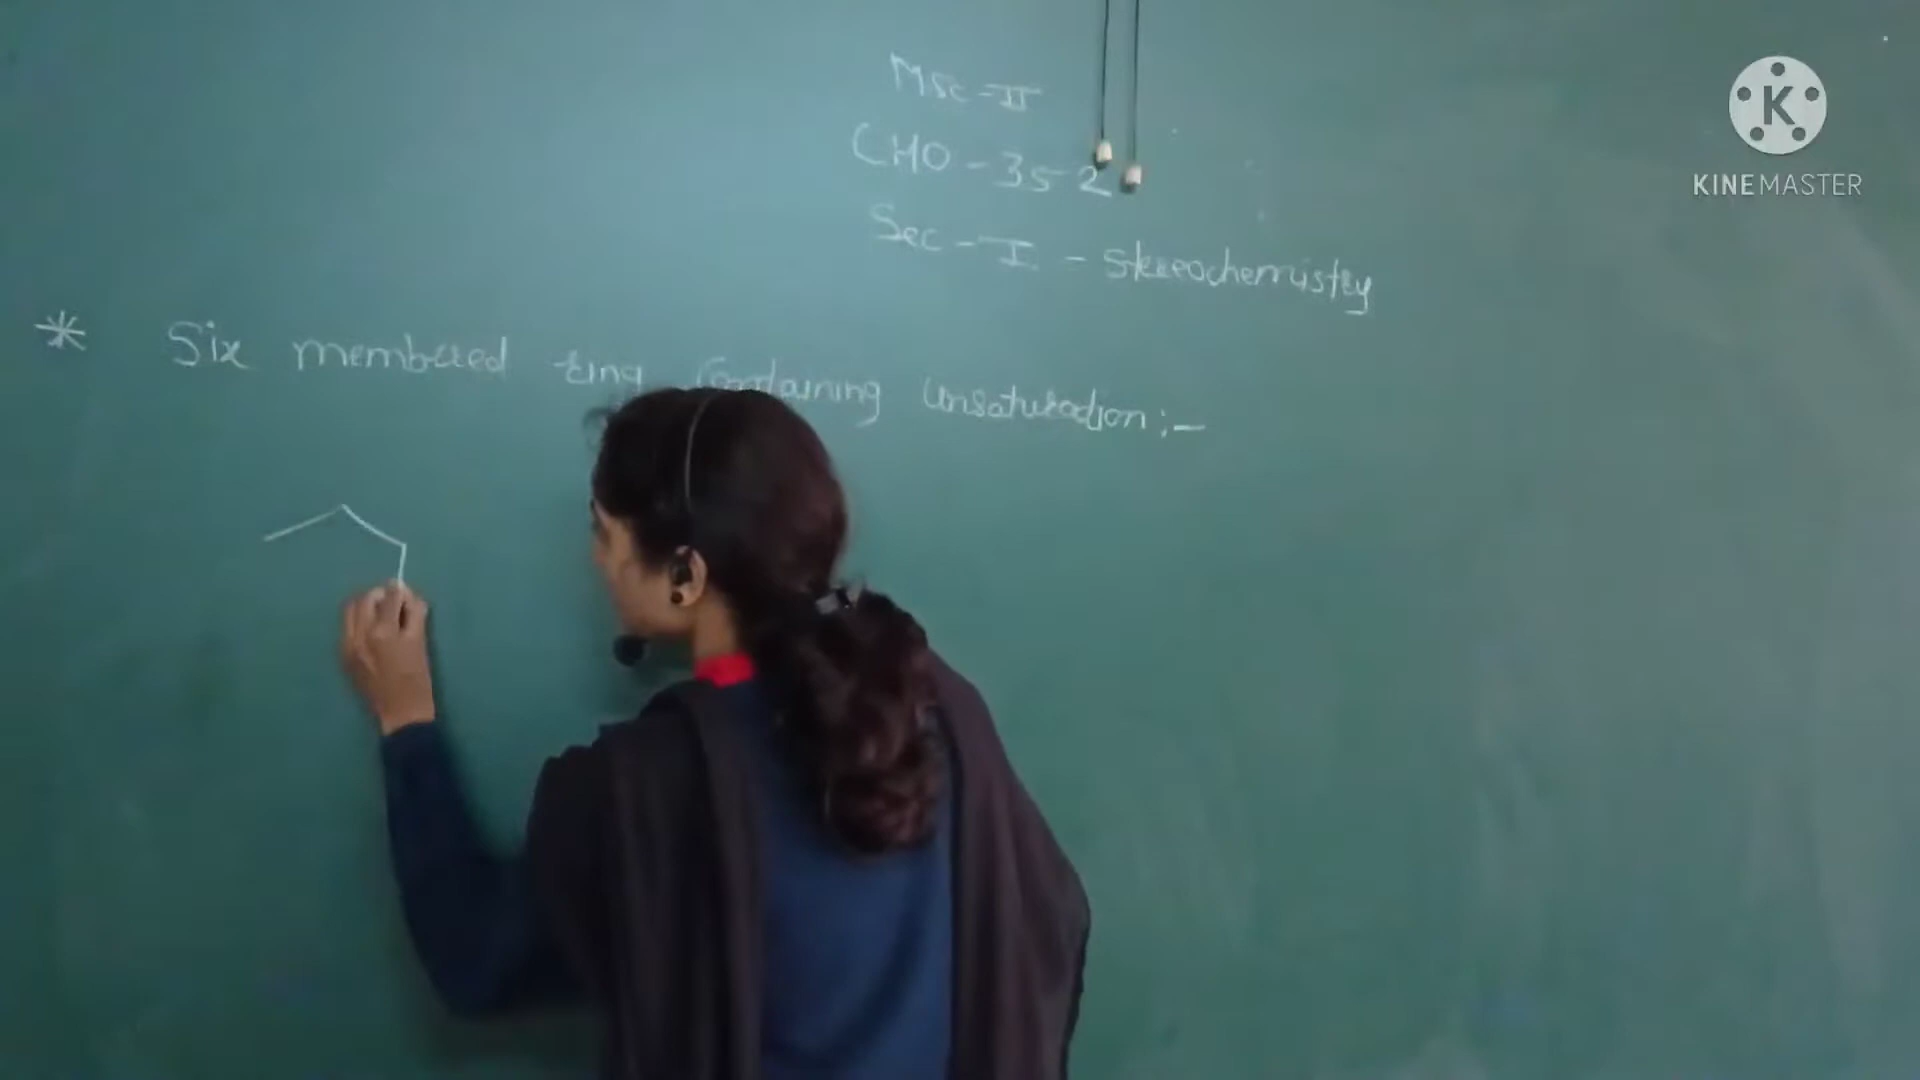 MSc-II
CHO-352
Sec-I - stereochemistry
* Six membered ring Containing unsaturation:-
K
KINEMASTER